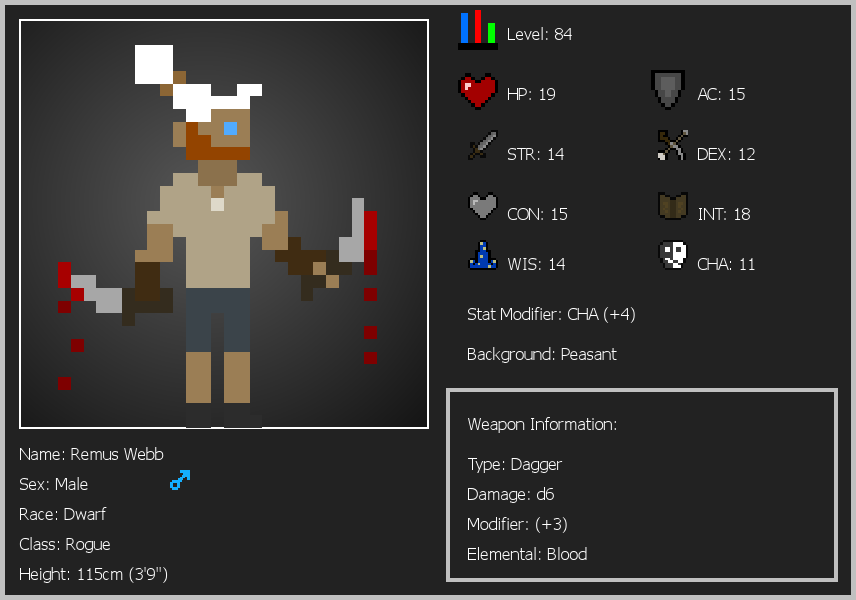 Level: 84
HP: 19
AC: 15
STR: 14
DEX: 12
CON: 15
INT: 18
WIS: 14
CHA: 11
Stat Modifier: CHA (+4)
Background: Peasant
Weapon Information:
Type: Dagger
Damage: d6
Modifier: (+3)
Elemental: Blood
Name: Remus Webb
Sex: Male
Race: Dwarf
Class: Rogue
Height: 115cm (3'9")